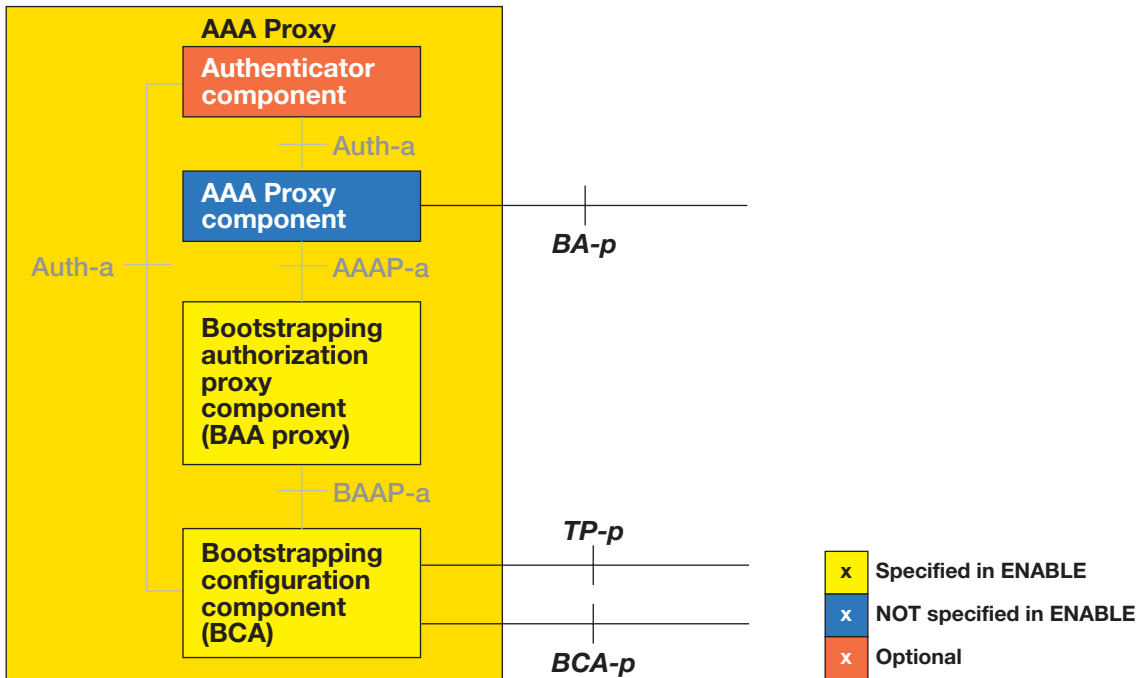 AAA Proxy
Authenticator
component
Auth-a
AAA Proxy
component
BA-p
Auth-a
AAAP-a
Bootstrapping
authorization
proxy
component
(BAA proxy)
BAAP-a
Bootstrapping
configuration
component
(BCA)
TP-p
BCA-p
x Specified in ENABLE
x NOT specified in ENABLE
x Optional